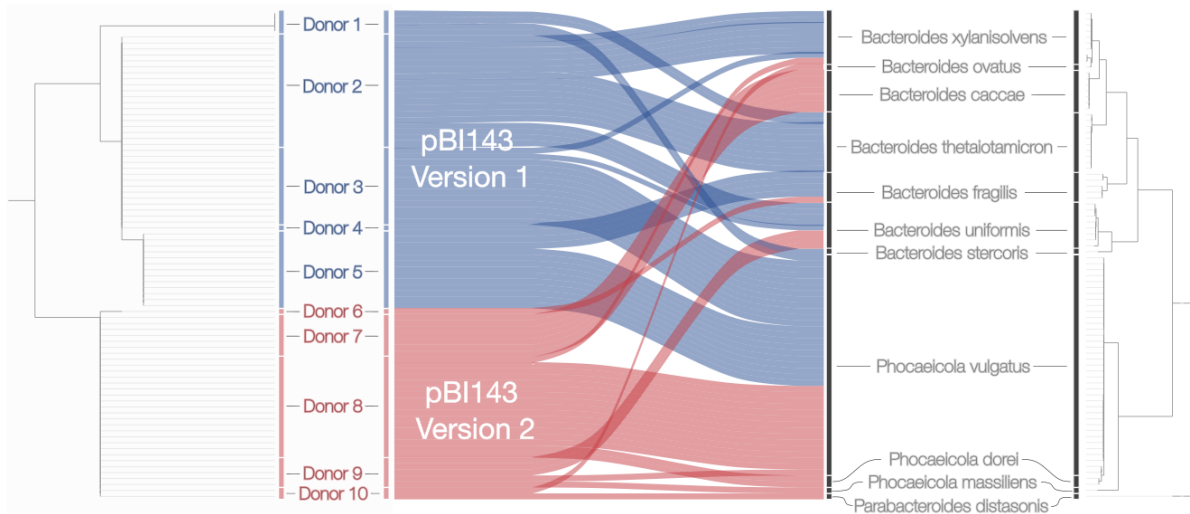 Donor 1
Donor 2
Donor 3
Donor 4
Donor 5
Donor 6
Donor 7
Donor 8
Donor 9
Donor 10
pBI143
Version 1
pBI143
Version 2
Bacteroides xylanisolvens
Bacteroides ovatus
Bacteroides caccae
Bacteroides thetaiotamicron
Bacteroides fragilis
Bacteroides uniformis
Bacteroides stercoris
Phocaeicola vulgatus
Phocaeicola dorei
Phocaeicola massiliens
Parabacteroides distasonis